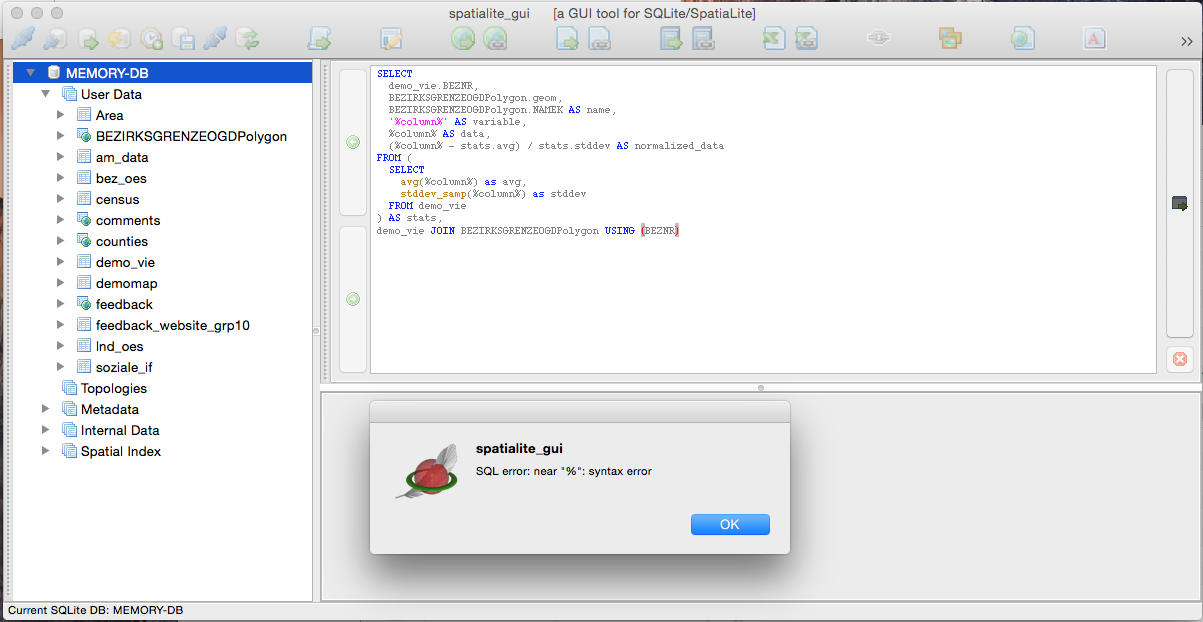 spatialite_gui [a GUI tool for SQLite/SpatiaLite]
MEMORY-DB
User Data
Area
BEZIRKSGRENZEOGDPolygon
am_data
bez_oes
census
comments
counties
demo_vie
demomap
feedback
feedback_website_grp10
lnd_oes
soziale_if
Topologies
Metadata
Internal Data
Spatial Index
SELECT
demo_vie.BEZNR,
BEZIRKSGRENZEOGDPolygon.geom,
BEZIRKSGRENZEOGDPolygon.NAMEK AS name,
'%column%' AS variable,
%column% AS data,
(%column% - stats.avg) / stats.stddev AS normalized_data
FROM (
SELECT
avg(%column%) as avg,
stddev_samp(%column%) as stddev
FROM demo_vie
) AS stats,
demo_vie JOIN BEZIRKSGRENZEOGDPolygon USING (BEZNR)
spatialite_gui
SQL error: near "%": syntax error
OK
Current SQLite DB: MEMORY-DB